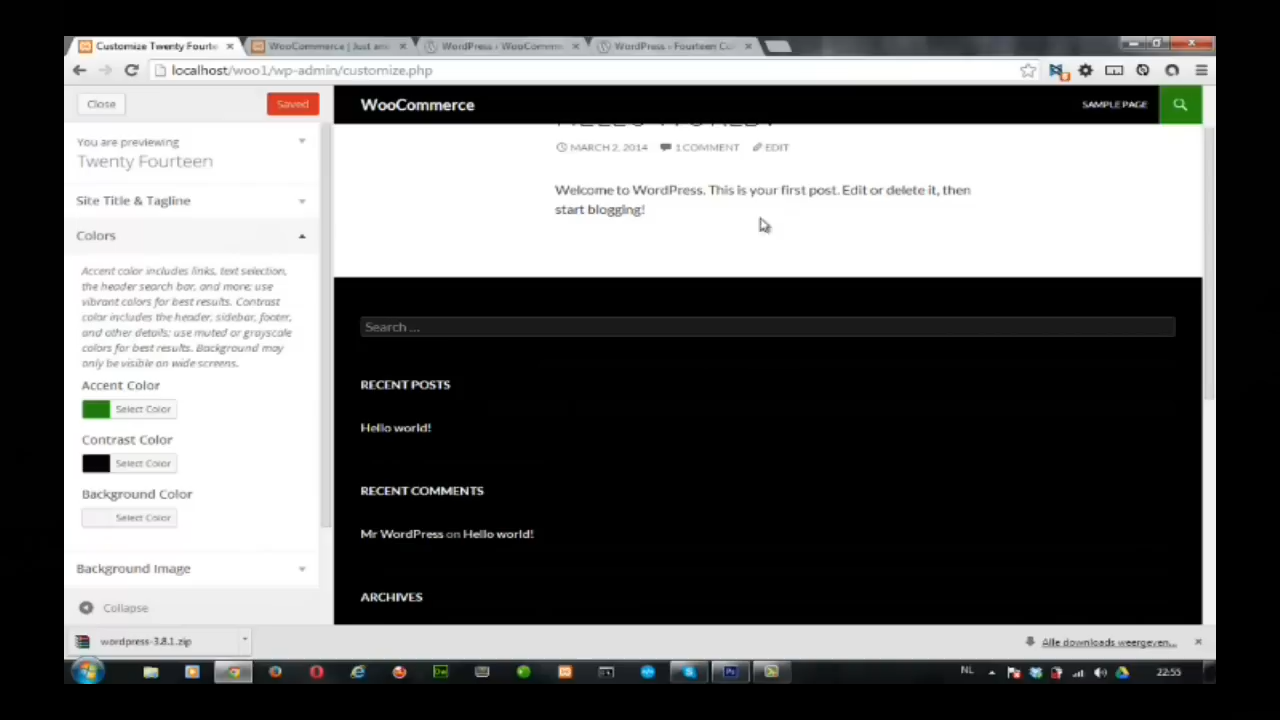 Customize Twenty Fourte
WooCommerce | Just an
WordPress › WooComm
WordPress › Fourteen Co
localhost/woo1/wp-admin/customize.php
Close
Saved
You are previewing
Twenty Fourteen
Site Title & Tagline
Colors
Accent color includes links, text selection,
the header search bar, and more; use
vibrant colors for best results. Contrast
color includes the header, sidebar, footer,
and other details; use muted or grayscale
colors for best results. Background may
only be visible on wide screens.
Accent Color
Select Color
Contrast Color
Select Color
Background Color
Select Color
Background Image
Collapse
WooCommerce
SAMPLE PAGE
HELLO WORLD!
MARCH 2, 2014 1 COMMENT EDIT
Welcome to WordPress. This is your first post. Edit or delete it, then
start blogging!
Search ...
RECENT POSTS
Hello world!
RECENT COMMENTS
Mr WordPress on Hello world!
ARCHIVES
wordpress-3.8.1.zip
Alle downloads weergeven...
NL
22:55